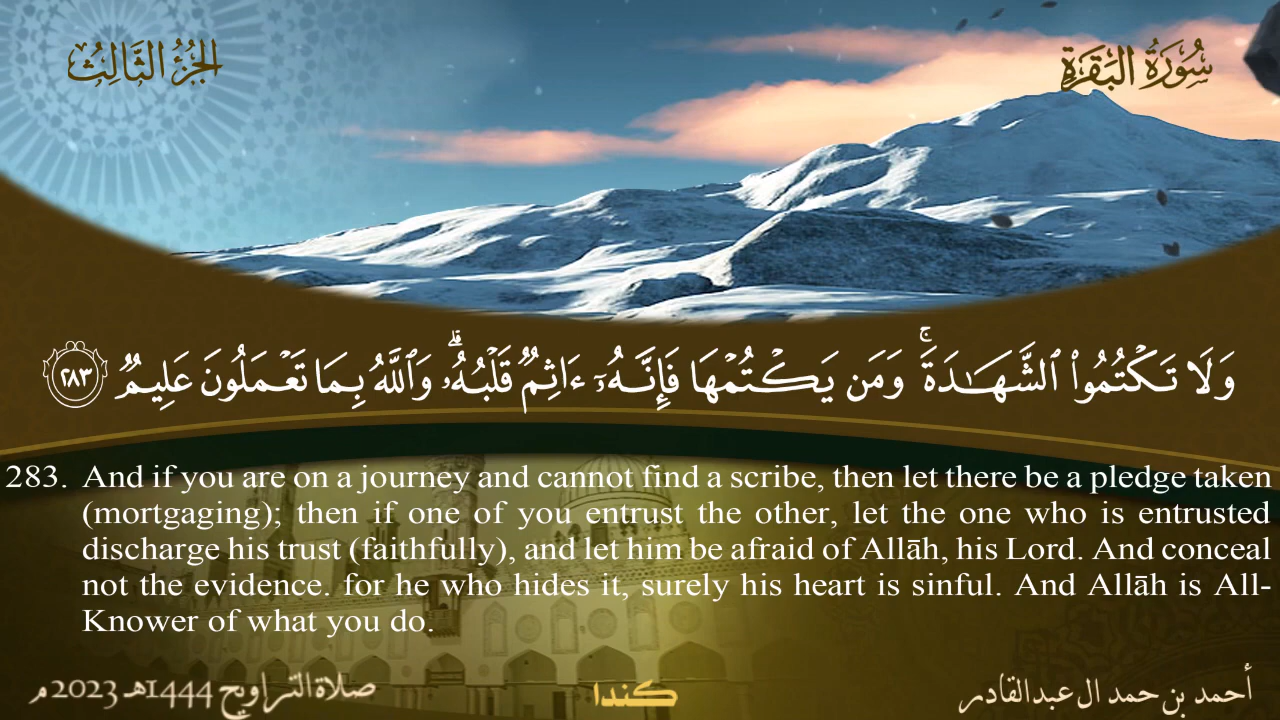 سُورَةُ البَقَرَةِ
الجُزْءُ الثَّالِثُ
وَلَا تَكْتُمُوا۟ ٱلشَّهَـٰدَةَ ۚ وَمَن يَكْتُمْهَا فَإِنَّهُۥٓ ءَاثِمٌ قَلْبُهُۥ ۗ وَٱللَّهُ بِمَا تَعْمَلُونَ عَلِيمٌ ٢٨٣
283. And if you are on a journey and cannot find a scribe, then let there be a pledge taken
(mortgaging); then if one of you entrust the other, let the one who is entrusted
discharge his trust (faithfully), and let him be afraid of Allāh, his Lord. And conceal
not the evidence. for he who hides it, surely his heart is sinful. And Allāh is All-
Knower of what you do.
أحمد بن حمد ال عبدالقادر
كندا
صلاة التراويح 1444هـ 2023م